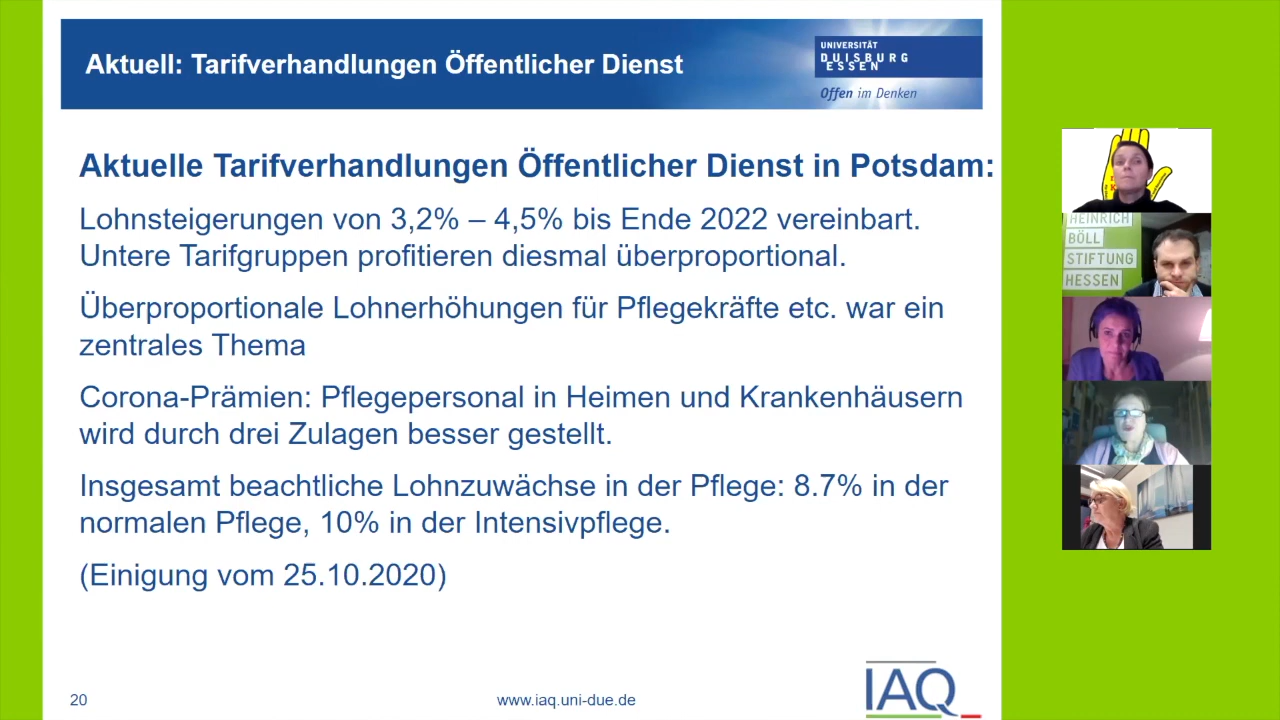 Aktuell: Tarifverhandlungen Öffentlicher Dienst
UNIVERSITÄT
DUISBURG
ESSEN
Offen im Denken
Aktuelle Tarifverhandlungen Öffentlicher Dienst in Potsdam:
Lohnsteigerungen von 3,2% – 4,5% bis Ende 2022 vereinbart.
Untere Tarifgruppen profitieren diesmal überproportional.
Überproportionale Lohnerhöhungen für Pflegekräfte etc. war ein
zentrales Thema
Corona-Prämien: Pflegepersonal in Heimen und Krankenhäusern
wird durch drei Zulagen besser gestellt.
Insgesamt beachtliche Lohnzuwächse in der Pflege: 8.7% in der
normalen Pflege, 10% in der Intensivpflege.
(Einigung vom 25.10.2020)
20
www.iaq.uni-due.de
IAQ
HEINRICH
BÖLL
STIFTUNG
HESSEN